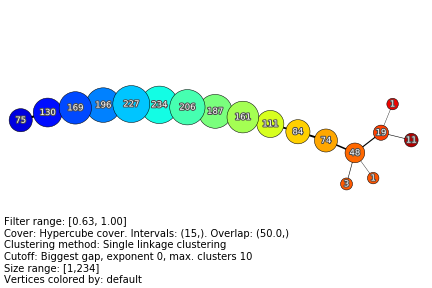 75 130 169 196 227 234 206 187 161 111 84 74 48 19 1 11 3 1
Filter range: [0.63, 1.00]
Cover: Hypercube cover. Intervals: (15,). Overlap: (50.0,)
Clustering method: Single linkage clustering
Cutoff: Biggest gap, exponent 0, max. clusters 10
Size range: [1,234]
Vertices colored by: default